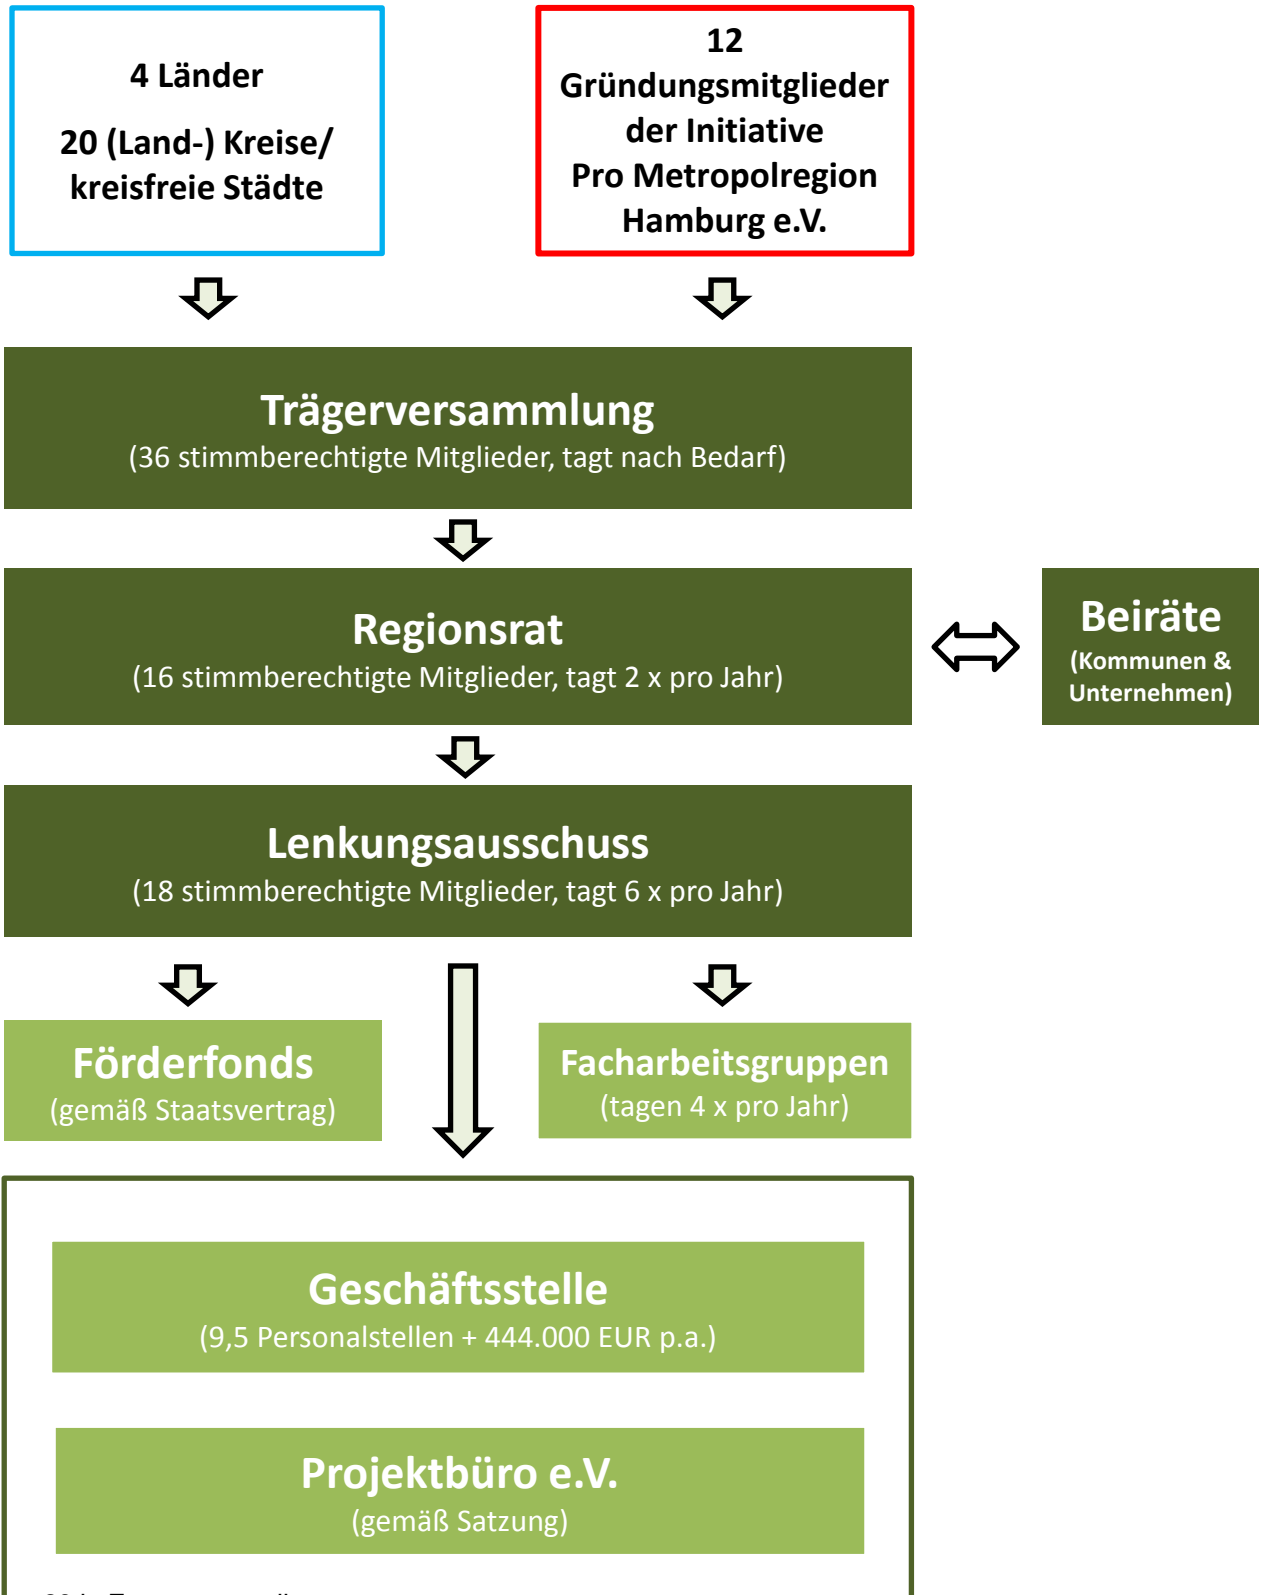 4 Länder
20 (Land-) Kreise/
kreisfreie Städte
12
Gründungsmitglieder
der Initiative
Pro Metropolregion
Hamburg e.V.
Trägerversammlung
(36 stimmberechtigte Mitglieder, tagt nach Bedarf)
Regionsrat
(16 stimmberechtigte Mitglieder, tagt 2 x pro Jahr)
Beiräte
(Kommunen &
Unternehmen)
Lenkungsausschuss
(18 stimmberechtigte Mitglieder, tagt 6 x pro Jahr)
Förderfonds
(gemäß Staatsvertrag)
Facharbeitsgruppen
(tagen 4 x pro Jahr)
Geschäftsstelle
(9,5 Personalstellen + 444.000 EUR p.a.)
Projektbüro e.V.
(gemäß Satzung)